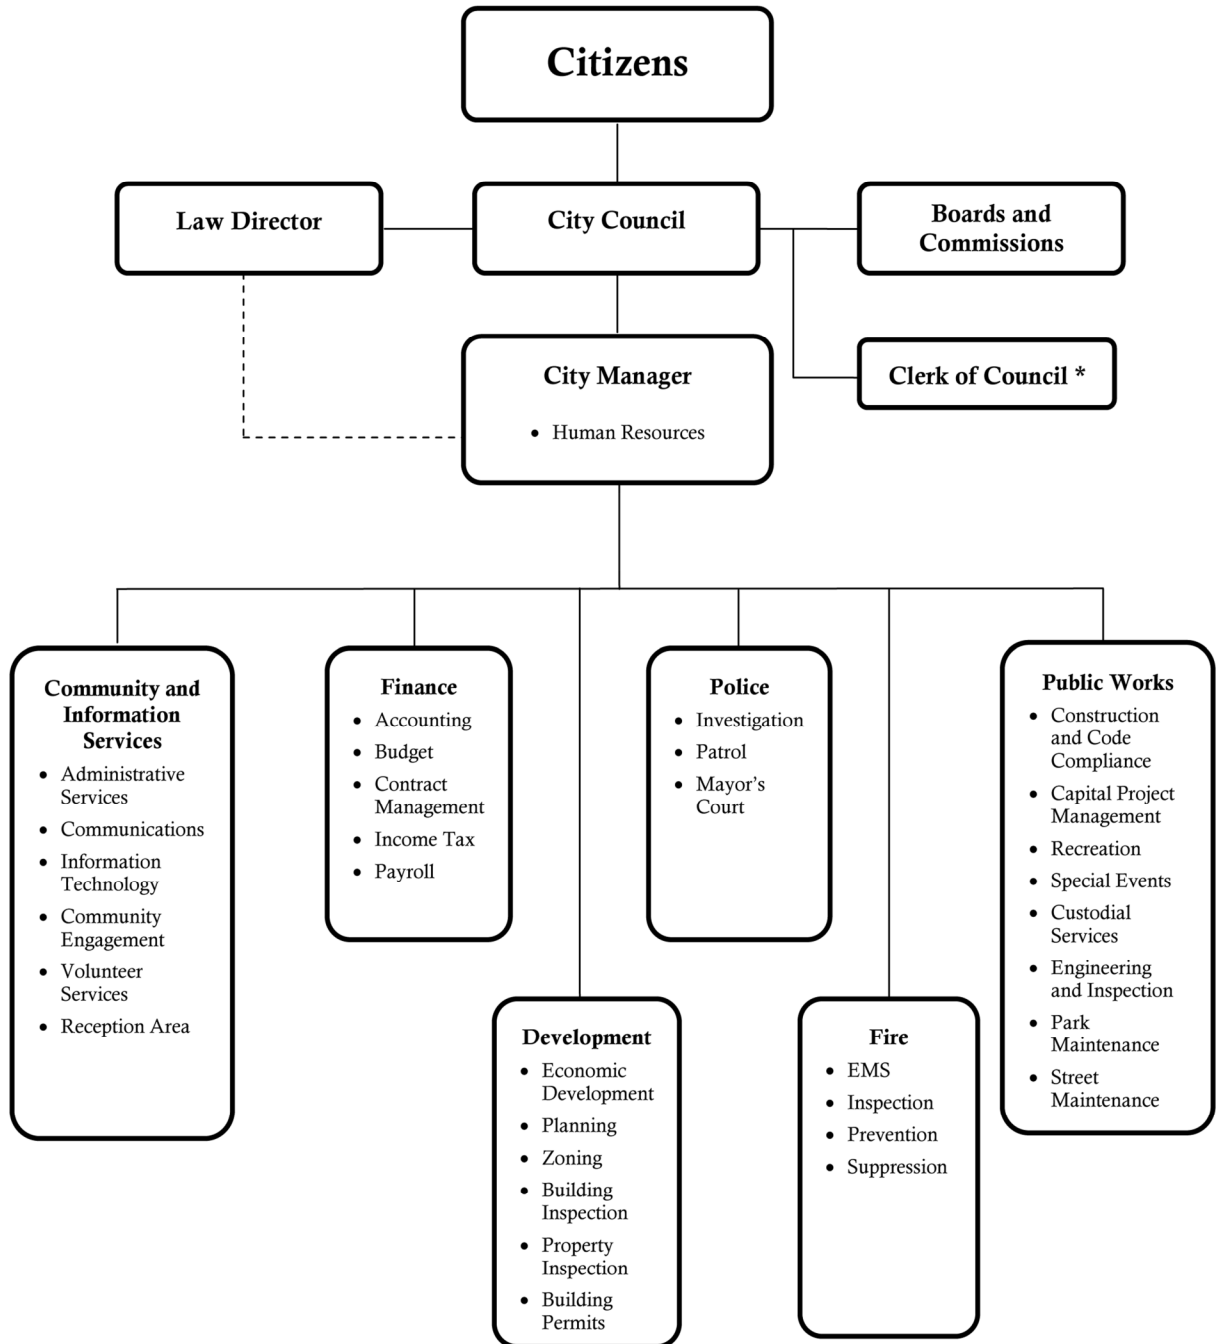 Citizens
Law Director
City Council
Boards and
Commissions
City Manager
• Human Resources
Clerk of Council *
Community and
Information
Services
• Administrative
Services
• Communications
• Information
Technology
• Community
Engagement
• Volunteer
Services
• Reception Area
Finance
• Accounting
• Budget
• Contract
Management
• Income Tax
• Payroll
Development
• Economic
Development
• Planning
• Zoning
• Building
Inspection
• Property
Inspection
• Building
Permits
Police
• Investigation
• Patrol
• Mayor's
Court
Fire
• EMS
• Inspection
• Prevention
• Suppression
Public Works
• Construction
and Code
Compliance
• Capital Project
Management
• Recreation
• Special Events
• Custodial
Services
• Engineering
and Inspection
• Park
Maintenance
• Street
Maintenance